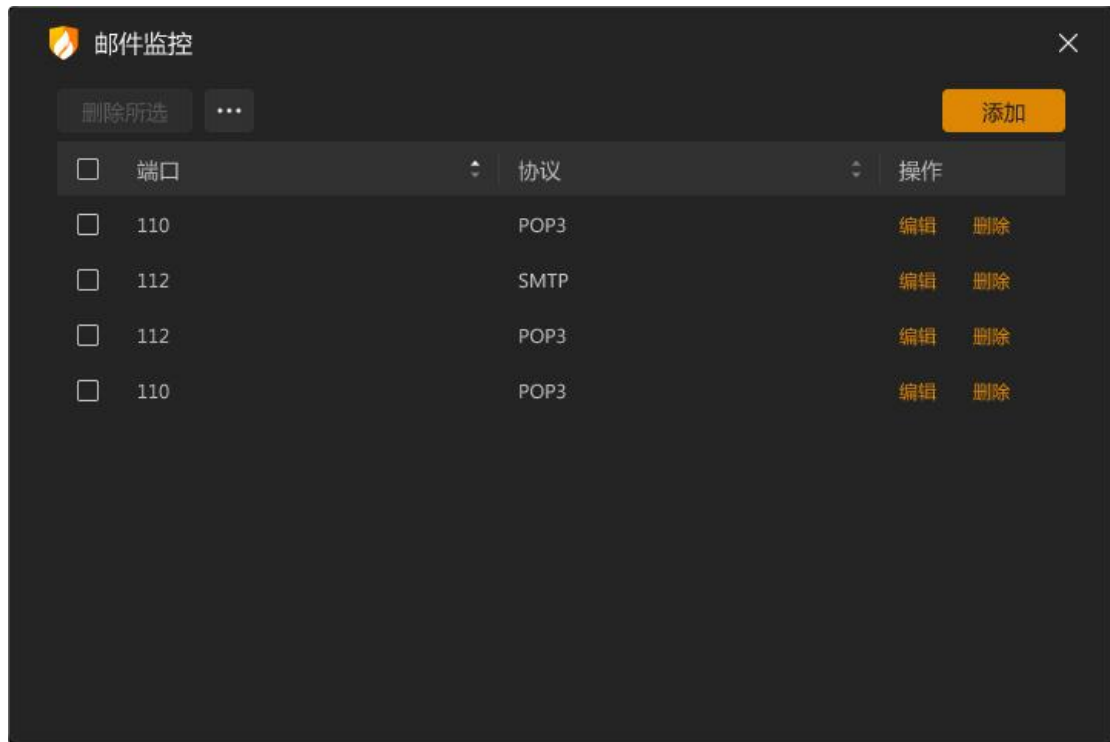 邮件监控
删除所选 ••• 添加
端口 协议 操作
110 POP3 编辑 删除
112 SMTP 编辑 删除
112 POP3 编辑 删除
110 POP3 编辑 删除